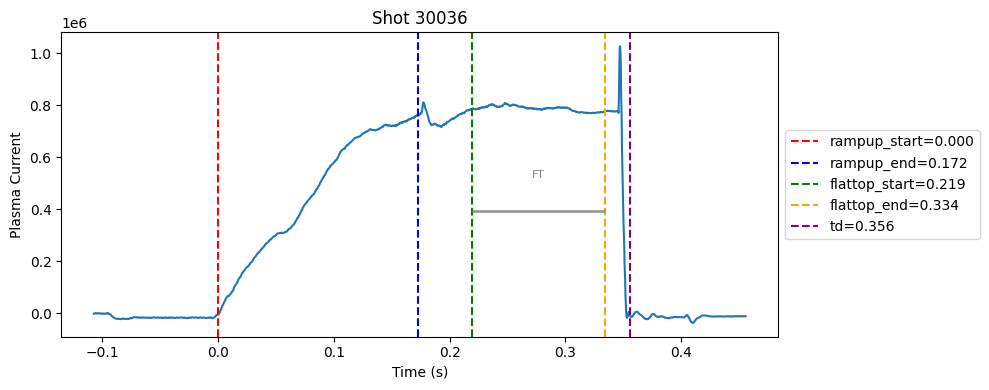 Shot 30036
1e6
1.0
0.8
0.6
0.4
0.2
0.0
Plasma Current
FT
−0.1 0.0 0.1 0.2 0.3 0.4
Time (s)
rampup_start=0.000
rampup_end=0.172
flattop_start=0.219
flattop_end=0.334
td=0.356